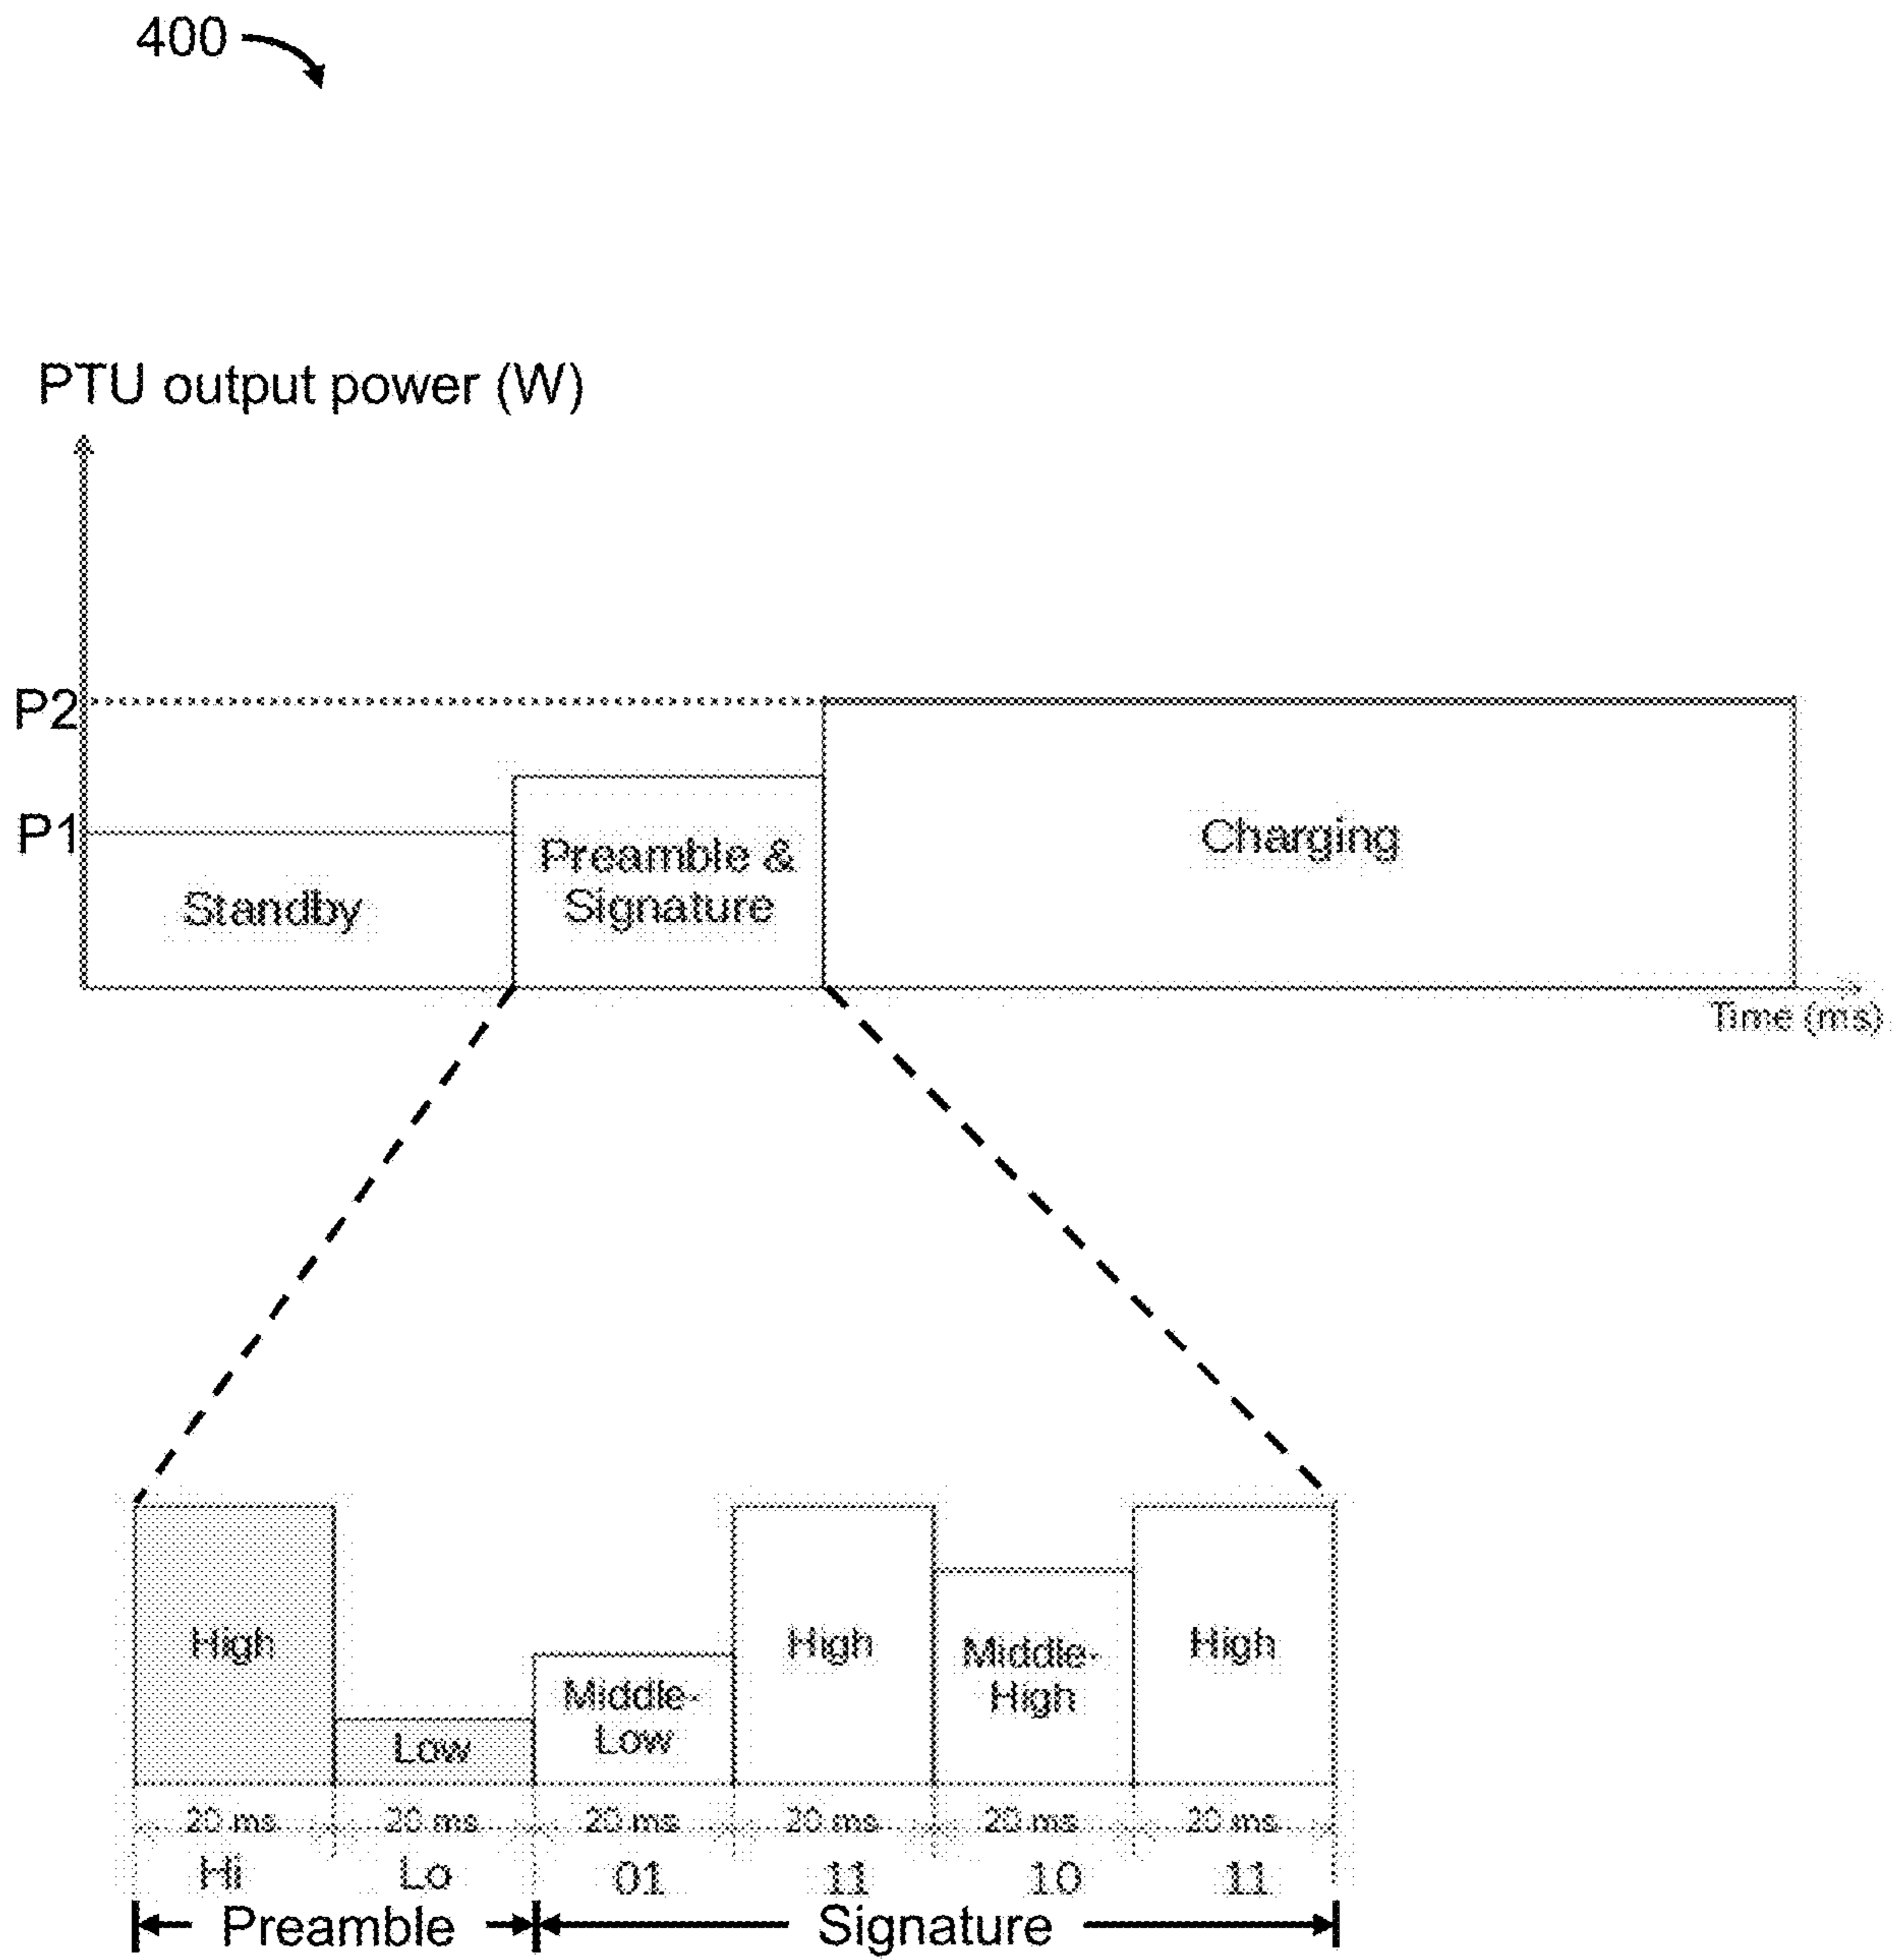 400
PTU output power (W)
P2
P1
Standby
Preamble &
Signature
Charging
Time (ms)
High
Low
Middle-
Low
High
Middle-
High
High
20 ms 20 ms 20 ms 20 ms 20 ms 20 ms
Hi Lo 01 11 10 11
Preamble Signature